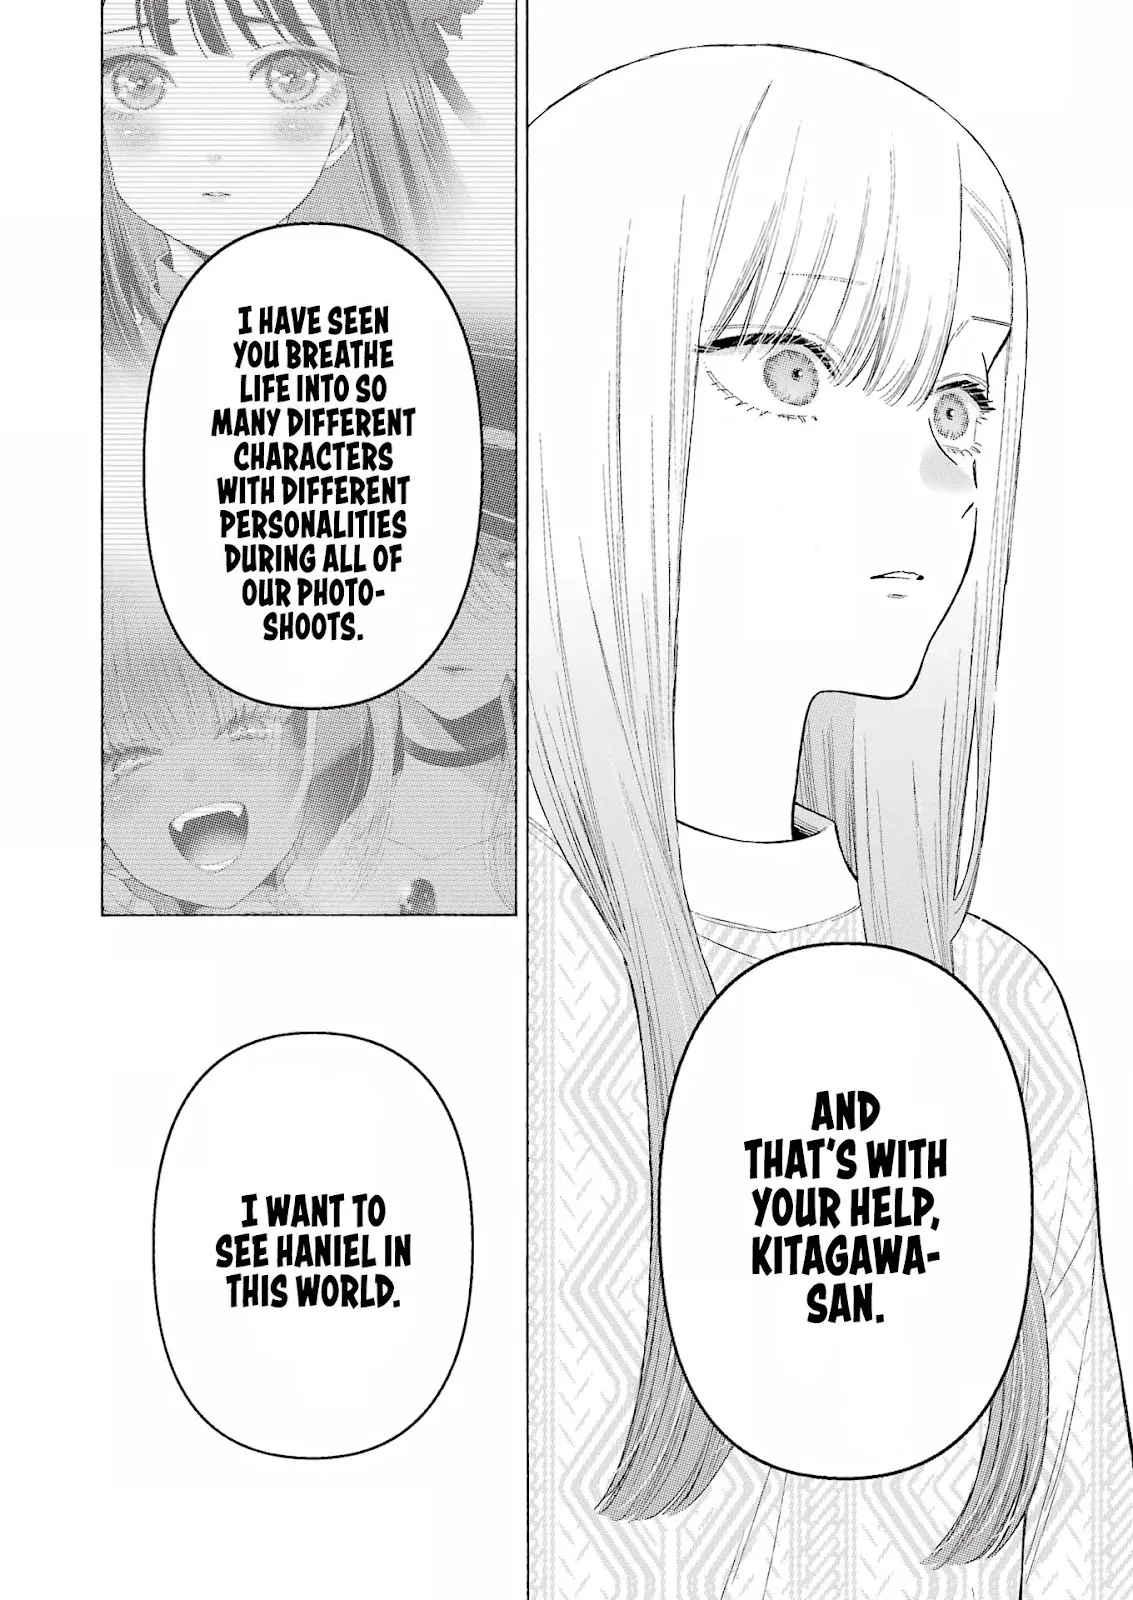 AND
THAT'S WITH
YOUR HELP,
KITAGAWA-
SAN.
I HAVE SEEN
YOU BREATHE
LIFE INTO SO
MANY DIFFERENT
CHARACTERS
WITH DIFFERENT
PERSONALITIES
DURING ALL OF
OUR PHOTO-
SHOOTS.
I WANT TO
SEE HANIEL IN
THIS WORLD.